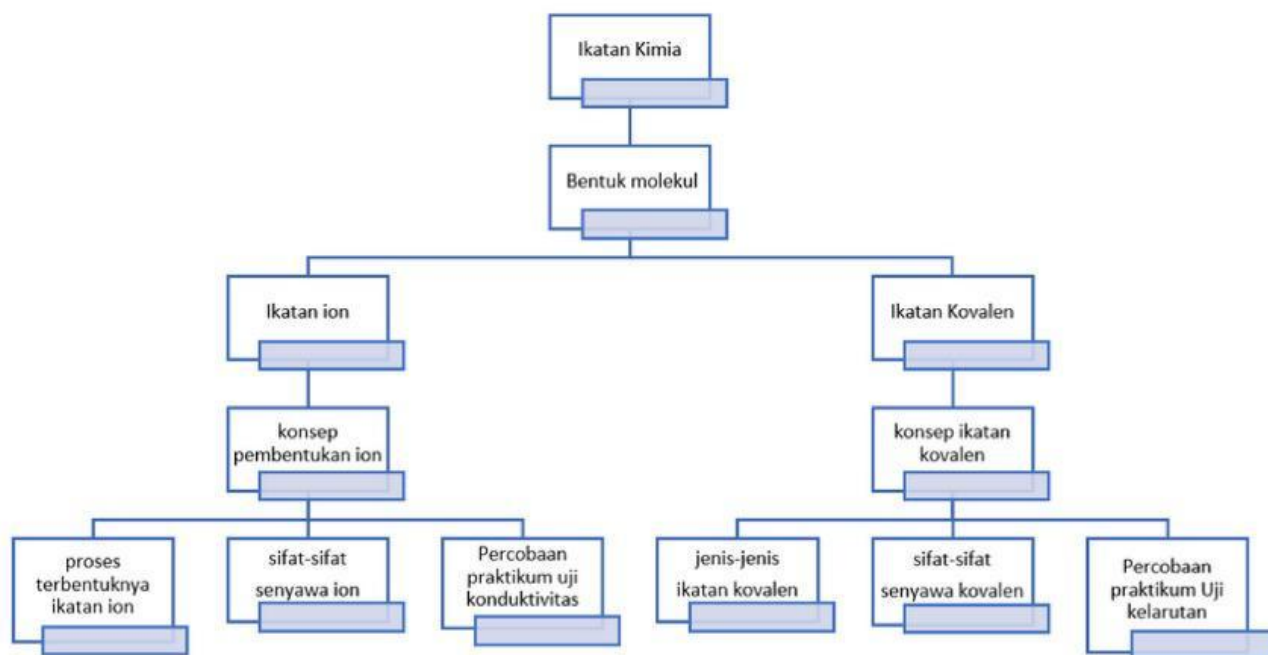 Ikatan Kimia
Bentuk molekul
Ikatan ion
Ikatan Kovalen
konsep
pembentukan ion
konsep ikatan
kovalen
proses
terbentuknya
ikatan ion
sifat-sifat
senyawa ion
Percobaan
praktikum uji
konduktivitas
jenis-jenis
ikatan kovalen
sifat-sifat
senyawa kovalen
Percobaan
praktikum Uji
kelarutan